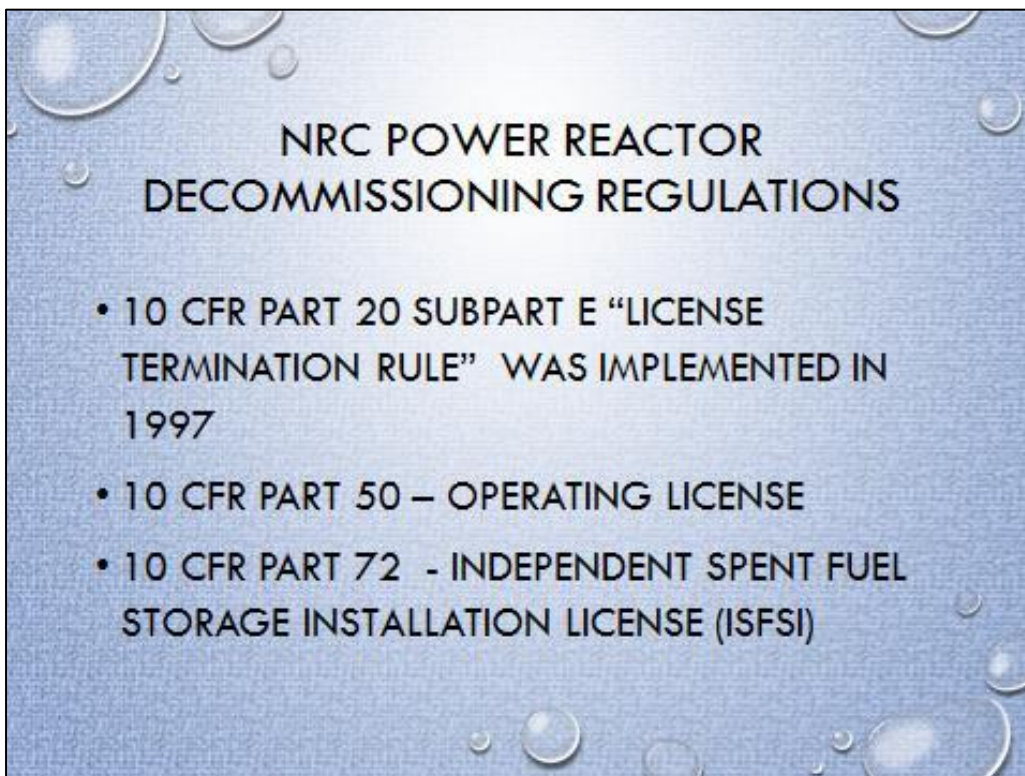 NRC POWER REACTOR
DECOMMISSIONING REGULATIONS
• 10 CFR PART 20 SUBPART E “LICENSE
TERMINATION RULE”  WAS IMPLEMENTED IN
1997
• 10 CFR PART 50 – OPERATING LICENSE
• 10 CFR PART 72  - INDEPENDENT SPENT FUEL
STORAGE INSTALLATION LICENSE (ISFSI)